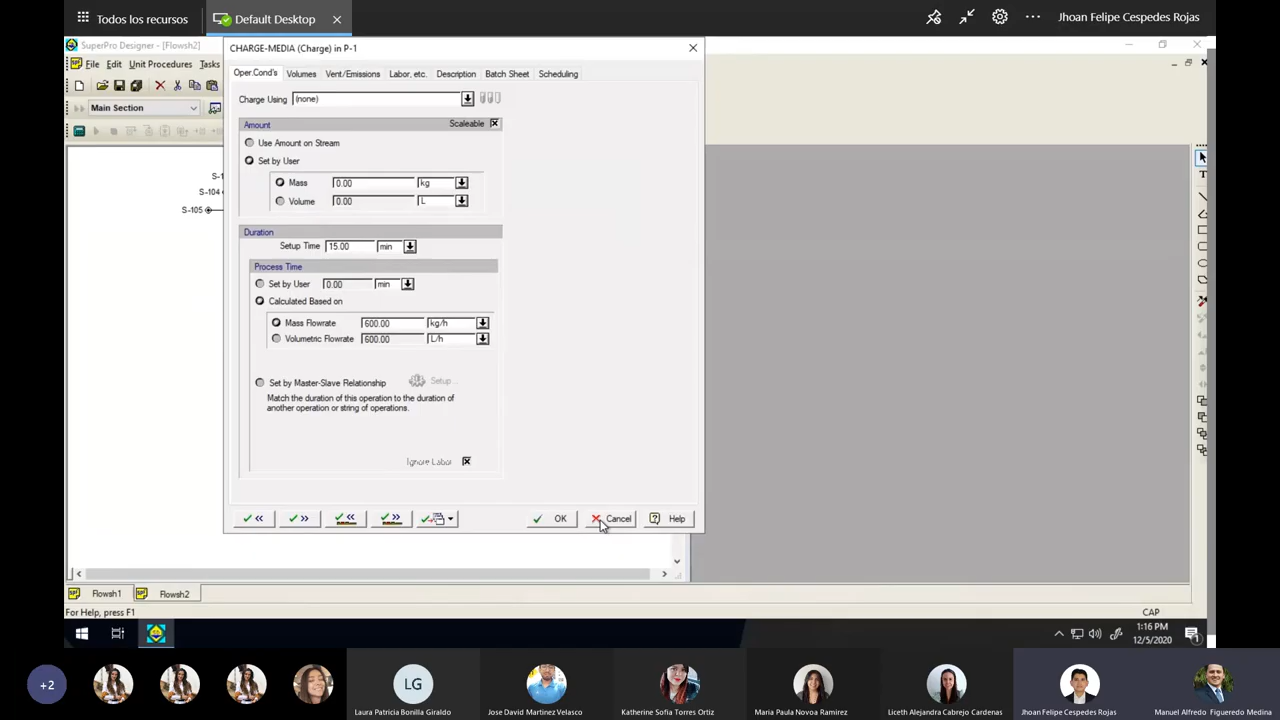 Todos los recursos
Default Desktop
Jhoan Felipe Cespedes Rojas
SuperPro Designer - [Flowsh2]
File Edit Unit Procedures Tasks
Main Section
S-1
S-104
S-105
CHARGE-MEDIA (Charge) in P-1
Oper.Cond's Volumes Vent/Emissions Labor, etc. Description Batch Sheet Scheduling
Charge Using (none)
Amount Scaleable
Use Amount on Stream
Set by User
Mass 0.00 kg
Volume 0.00 L
Duration
Setup Time 15.00 min
Process Time
Set by User 0.00 min
Calculated Based on
Mass Flowrate 600.00 kg/h
Volumetric Flowrate 600.00 L/h
Set by Master-Slave Relationship Setup...
Match the duration of this operation to the duration of
another operation or string of operations.
Ignore Labor
OK Cancel Help
Flowsh1 Flowsh2
For Help, press F1
CAP
1:16 PM
12/5/2020
+2
LG
Laura Patricia Bonilla Giraldo
Jose David Martinez Velasco
Katherine Sofia Torres Ortiz
Maria Paula Novoa Ramirez
Liceth Alejandra Cabrejo Cardenas
Jhoan Felipe Cespedes Rojas
Manuel Alfredo Figueredo Medina